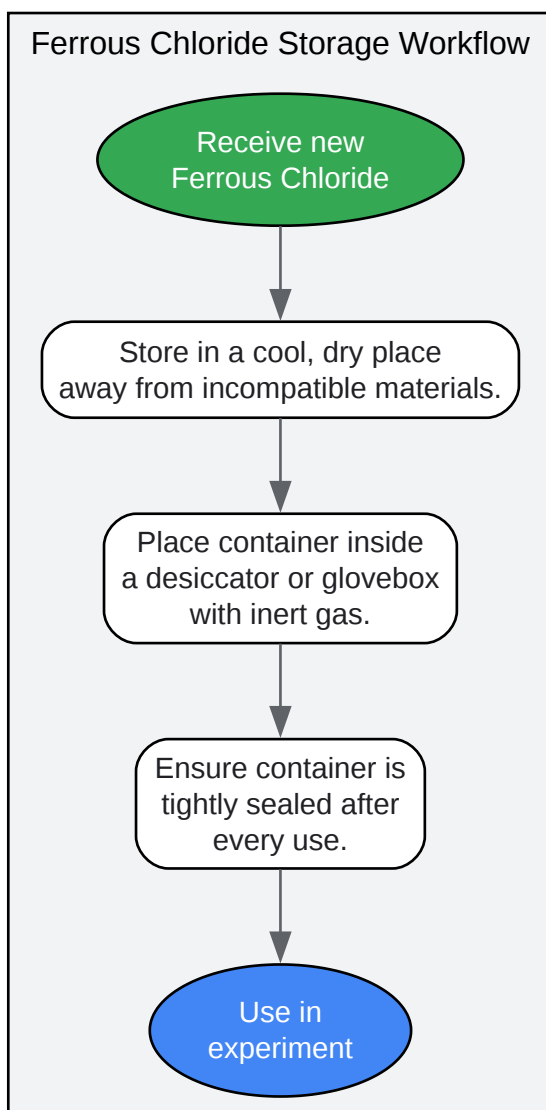 Ferrous Chloride Storage Workflow
Receive new
Ferrous Chloride
Store in a cool, dry place
away from incompatible materials.
Place container inside
a desiccator or glovebox
with inert gas.
Ensure container is
tightly sealed after
every use.
Use in
experiment